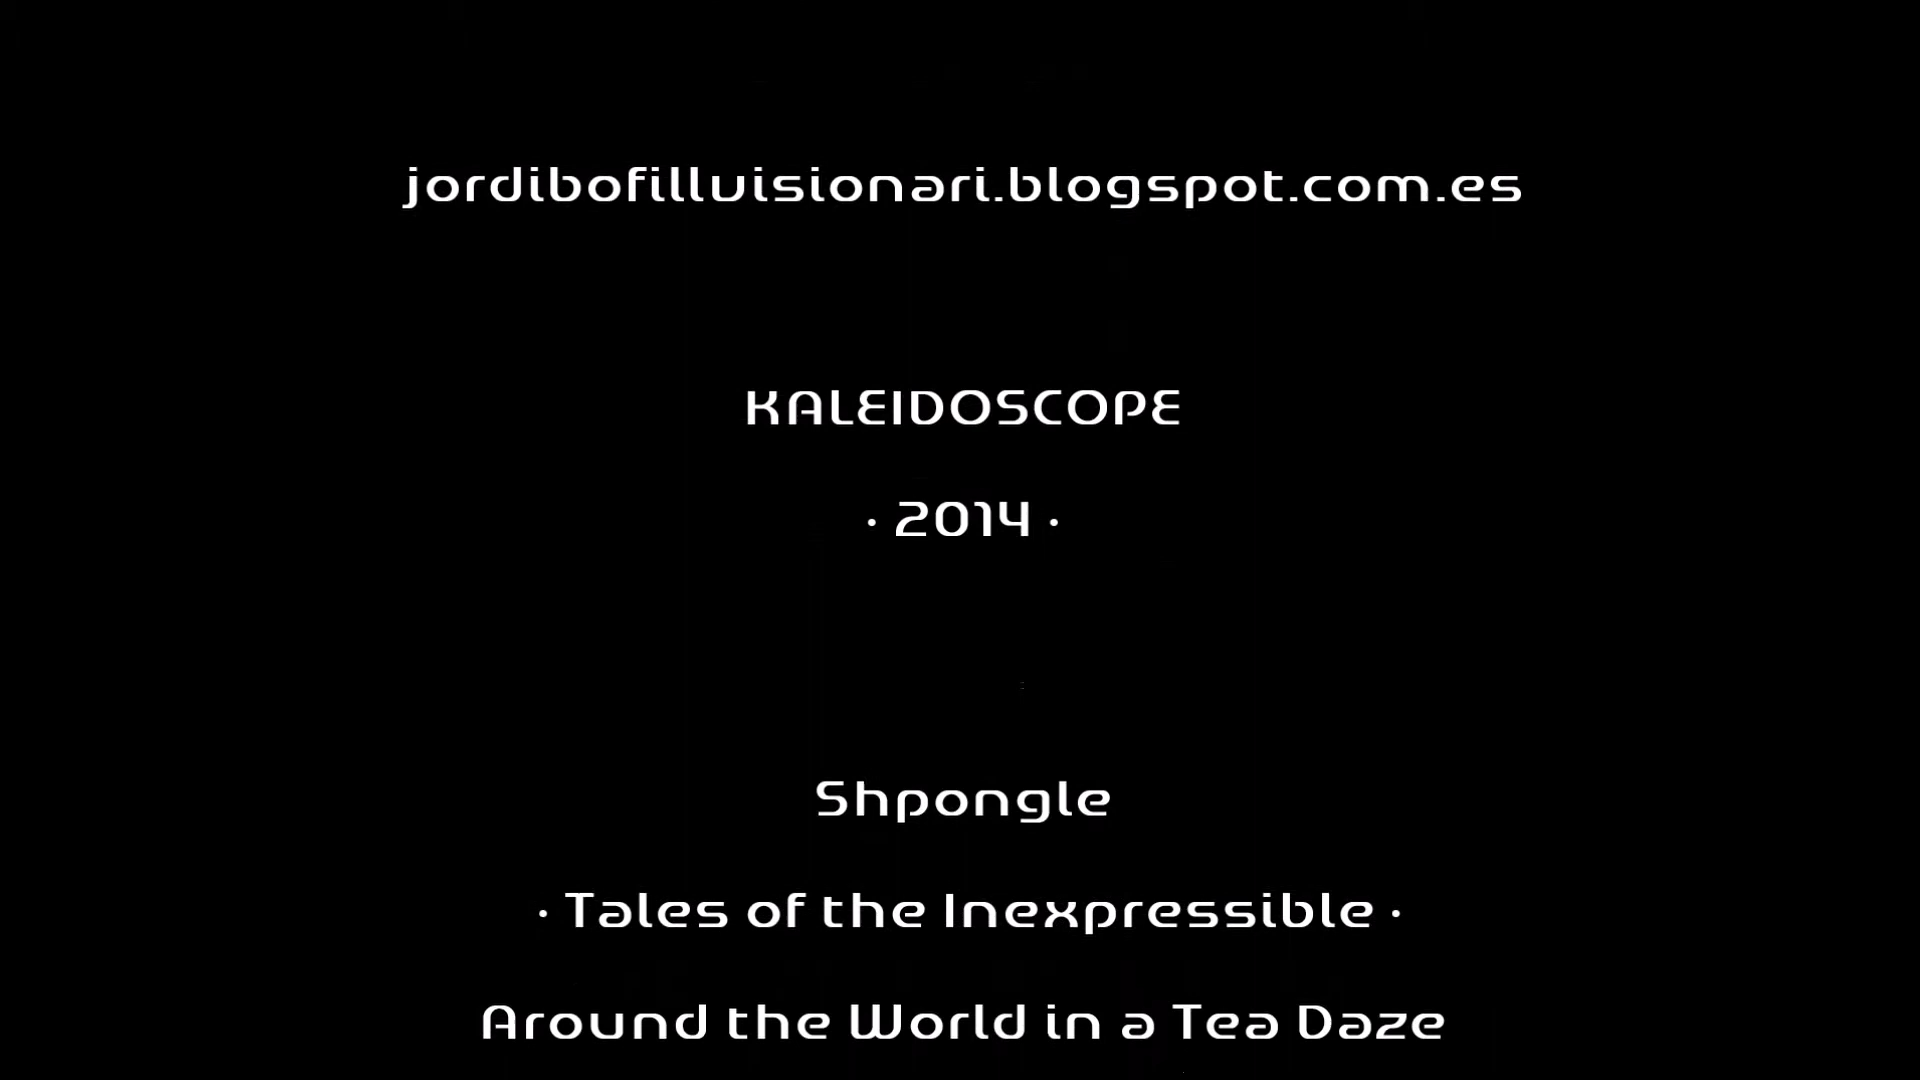 jordibofillvisionari.blogspot.com.es
KALEIDOSCOPE
· 2014 ·
Shpongle
· Tales of the Inexpressible ·
Around the World in a Tea Daze